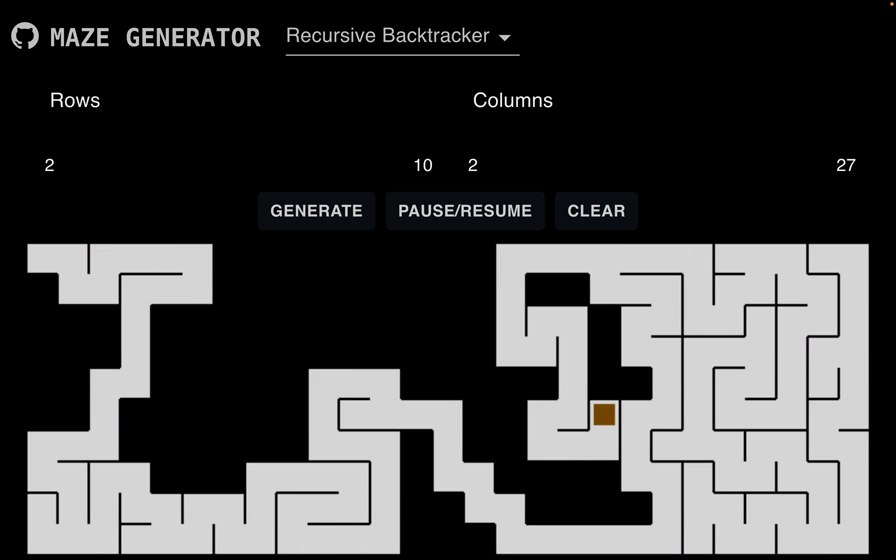 MAZE GENERATOR Recursive Backtracker
Rows Columns
2 10 2 27
GENERATE PAUSE/RESUME CLEAR